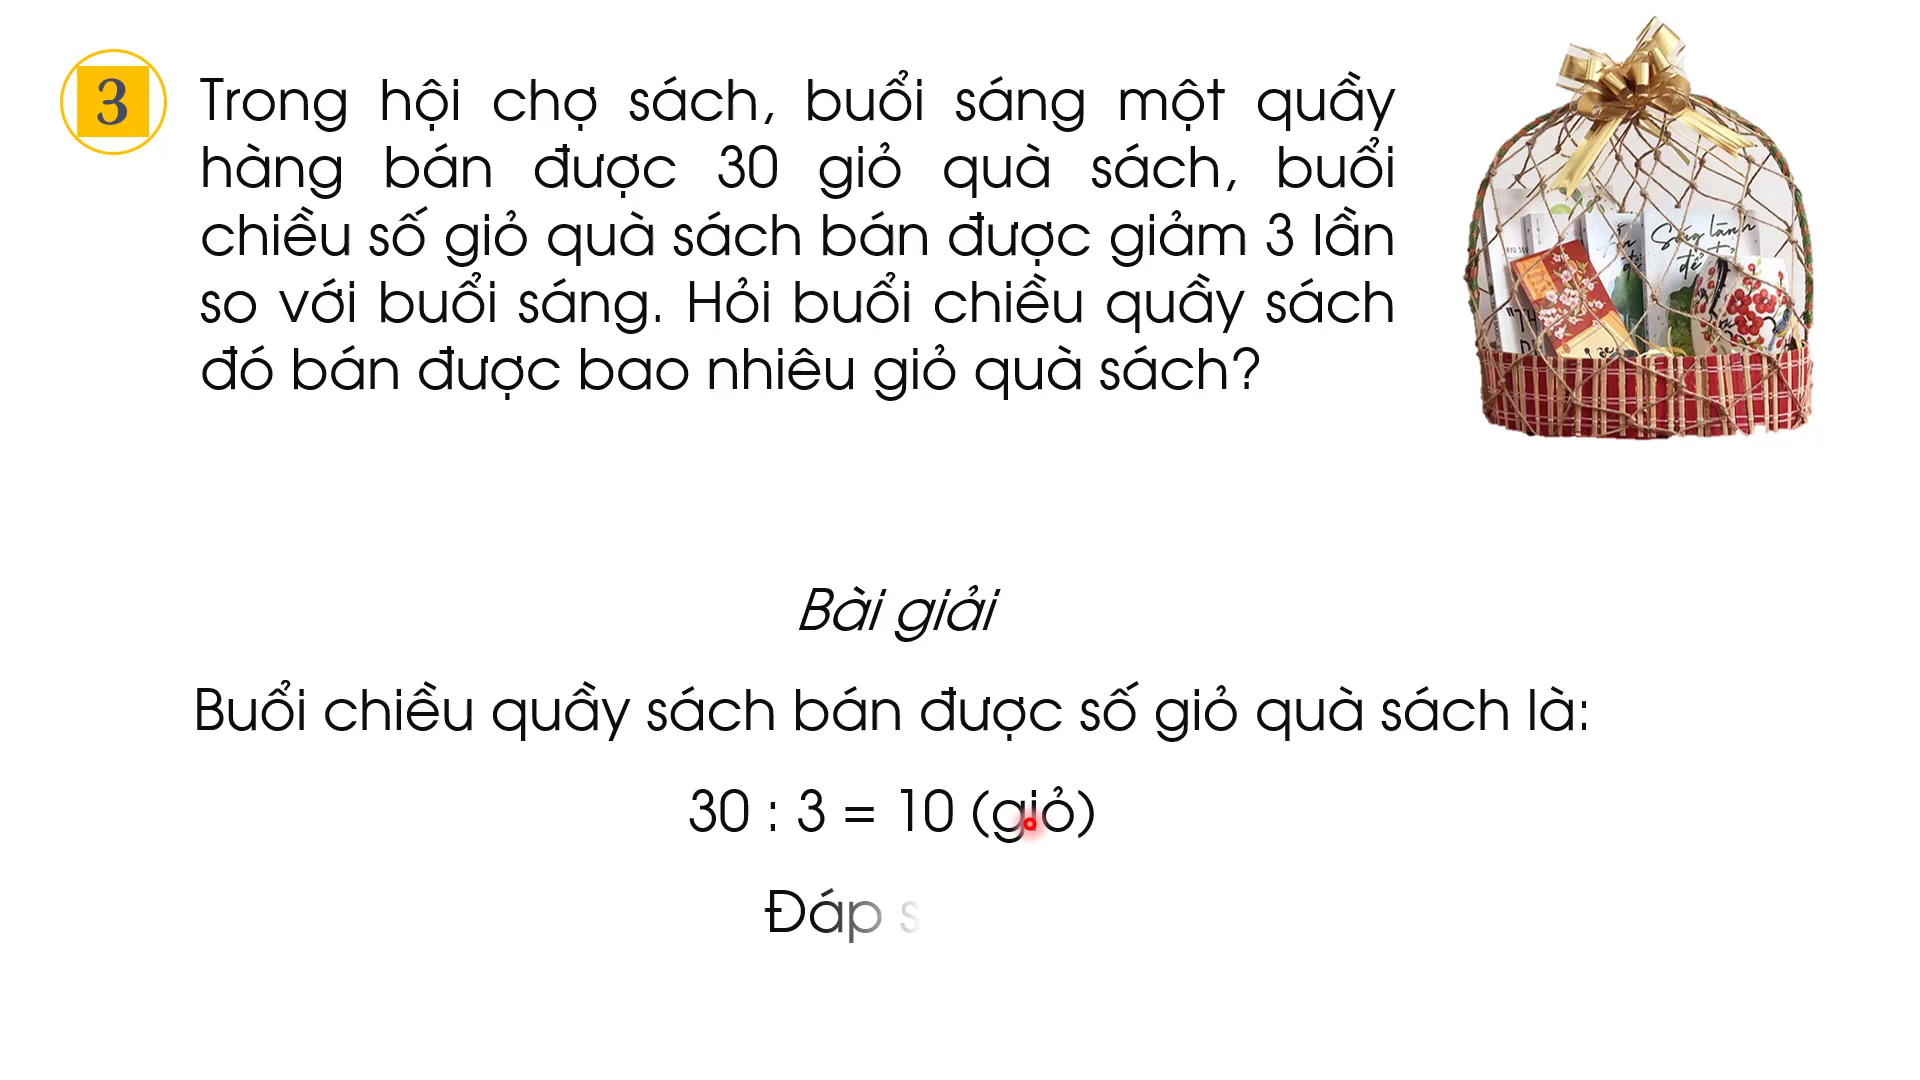 3
Trong hội chợ sách, buổi sáng một quầy
hàng bán được 30 giỏ quà sách, buổi
chiều số giỏ quà sách bán được giảm 3 lần
so với buổi sáng. Hỏi buổi chiều quầy sách
đó bán được bao nhiêu giỏ quà sách?
Sống lành
để
Bài giải
Buổi chiều quầy sách bán được số giỏ quà sách là:
30 : 3 = 10 (giỏ)
Đáp s